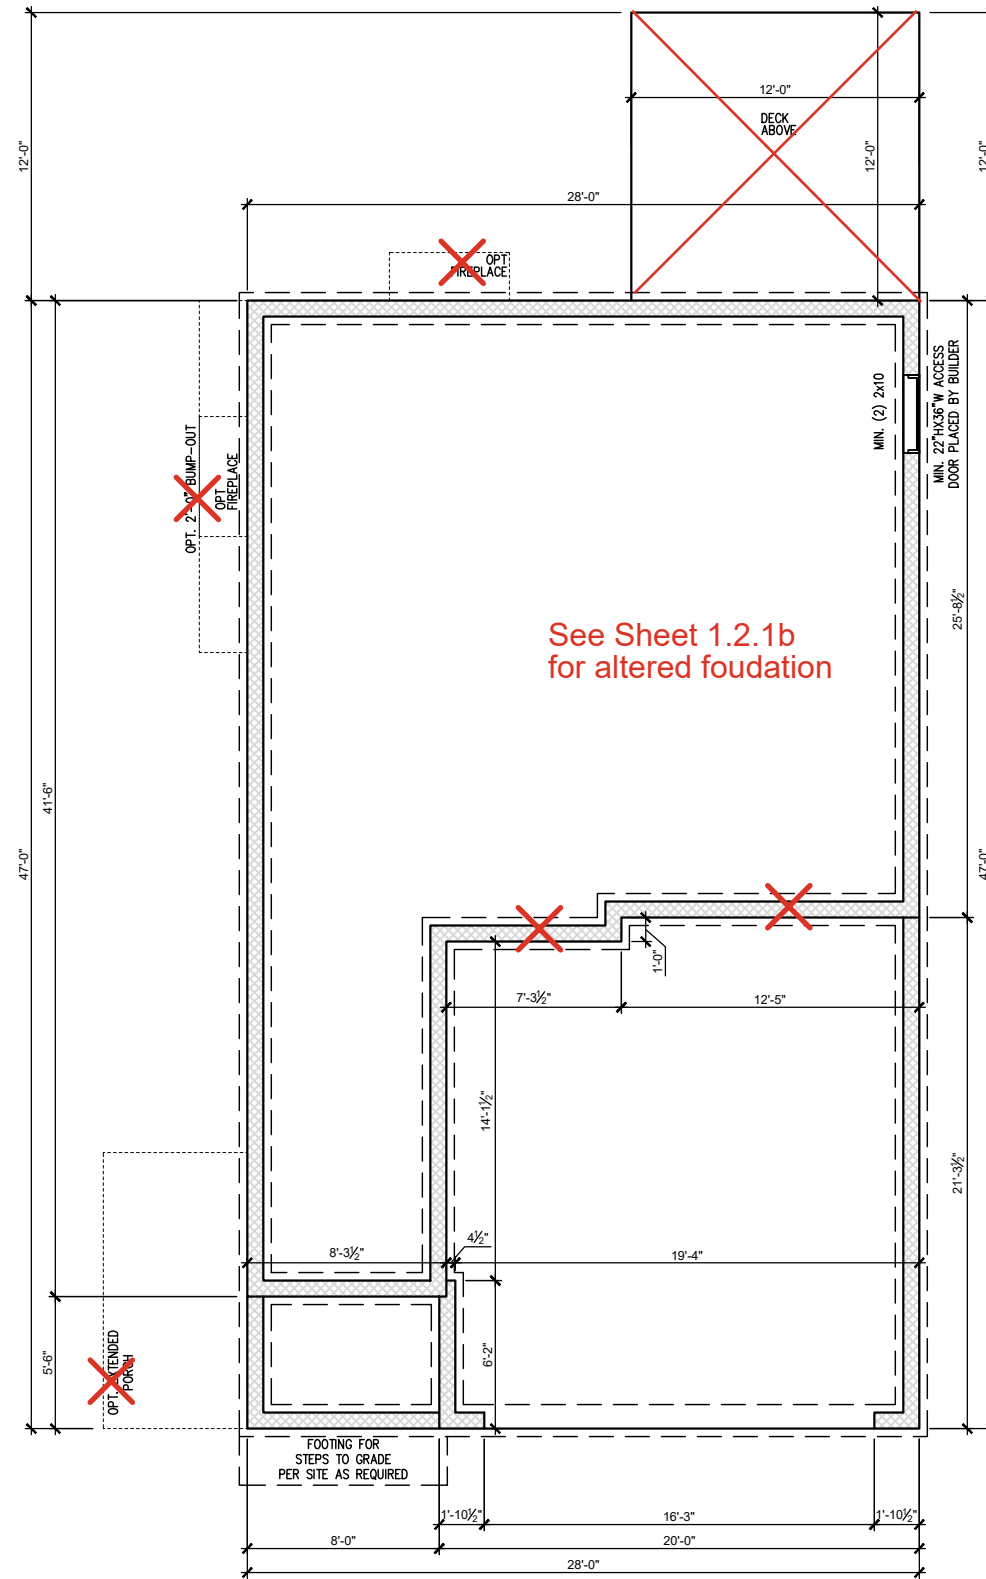 12'-0"
DECK
ABOVE
12'-0"
12'-0"
12'-0"
28'-0"
OPT
FIREPLACE
MIN. (2) 2x10
MIN. 22"HX36"W ACCESS
DOOR PLACED BY BUILDER
OPT. 2'-0" BUMP-OUT
OPT
FIREPLACE
25'-8½"
See Sheet 1.2.1b
for altered foudation
41'-6"
47'-0"
47'-0"
1'-0"
7'-3½"
12'-5"
14'-1½"
21'-3½"
8'-3½"
4½"
19'-4"
5'-6"
OPT. EXTENDED
PORCH
6'-2"
FOOTING FOR
STEPS TO GRADE
PER SITE AS REQUIRED
1'-10½"
16'-3"
1'-10½"
8'-0"
20'-0"
28'-0"